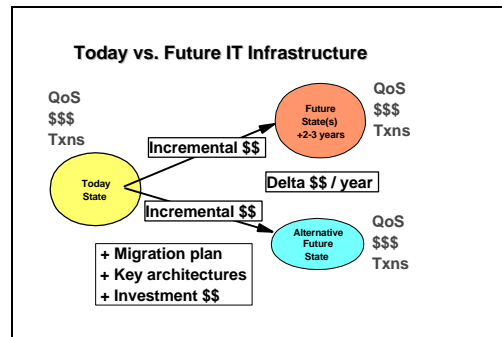 Today vs. Future IT Infrastructure
QoS
$$$
Txns
Today
State
Incremental $$
Incremental $$
Future
State(s)
+2-3 years
QoS
$$$
Txns
Delta $$ / year
Alternative
Future
State
QoS
$$$
Txns
+ Migration plan
+ Key architectures
+ Investment $$